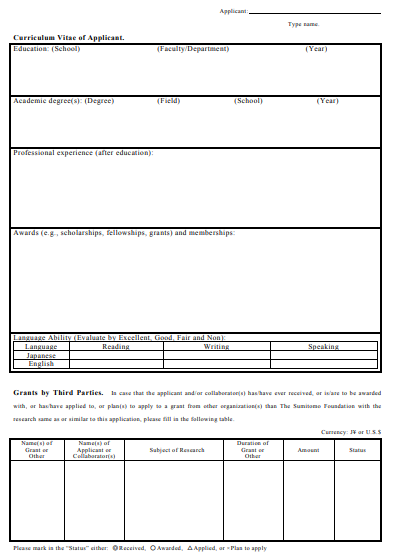 Applicant:
Type name.
Curriculum Vitae of Applicant.
Education: (School) (Faculty/Department) (Year)
Academic degree(s): (Degree) (Field) (School) (Year)
Professional experience (after education):
Awards (e.g., scholarships, fellowships, grants) and memberships:
Language Ability (Evaluate by Excellent, Good, Fair and Non):
Language Reading Writing Speaking
Japanese
English
Grants by Third Parties. In case that the applicant and/or collaborator(s) has/have ever received, or is/are to be awarded
with, or has/have applied to, or plan(s) to apply to a grant from other organization(s) than The Sumitomo Foundation with the
research same as or similar to this application, please fill in the following table.
Currency: J¥ or U.S.$
Name(s) of Grant or Other Name(s) of Applicant or Collaborator(s) Subject of Research Duration of Grant or Other Amount Status
Please mark in the "Status" either: ◎Received, ○Awarded, △Applied, or -Plan to apply